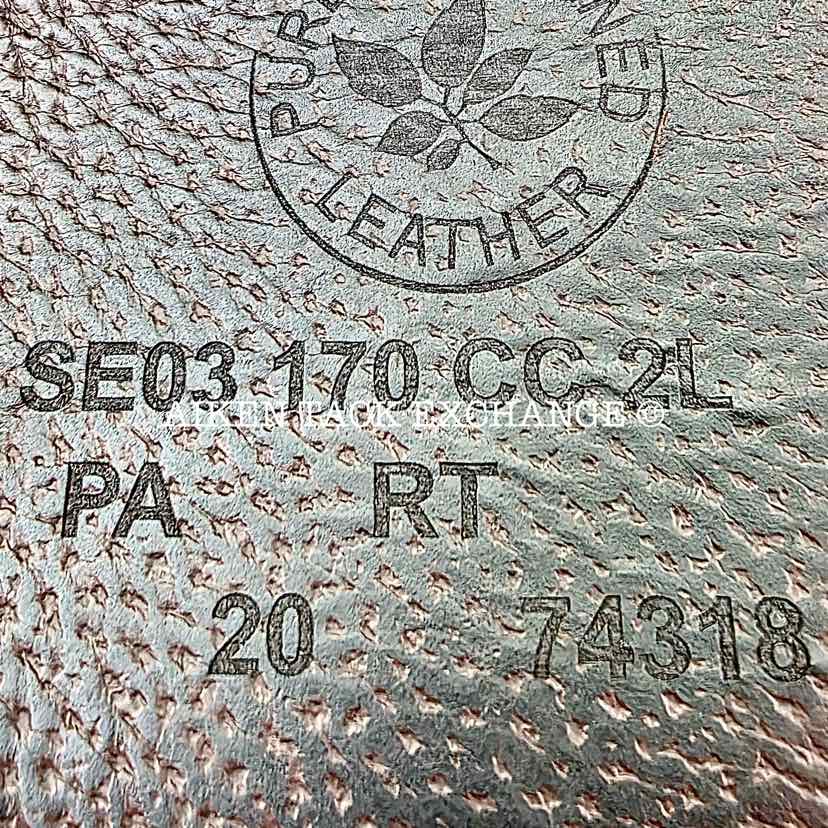 LEATHER
SE03 170 CC 2L
AIKEN TACK EXCHANGE ©
PA RT
20 74318